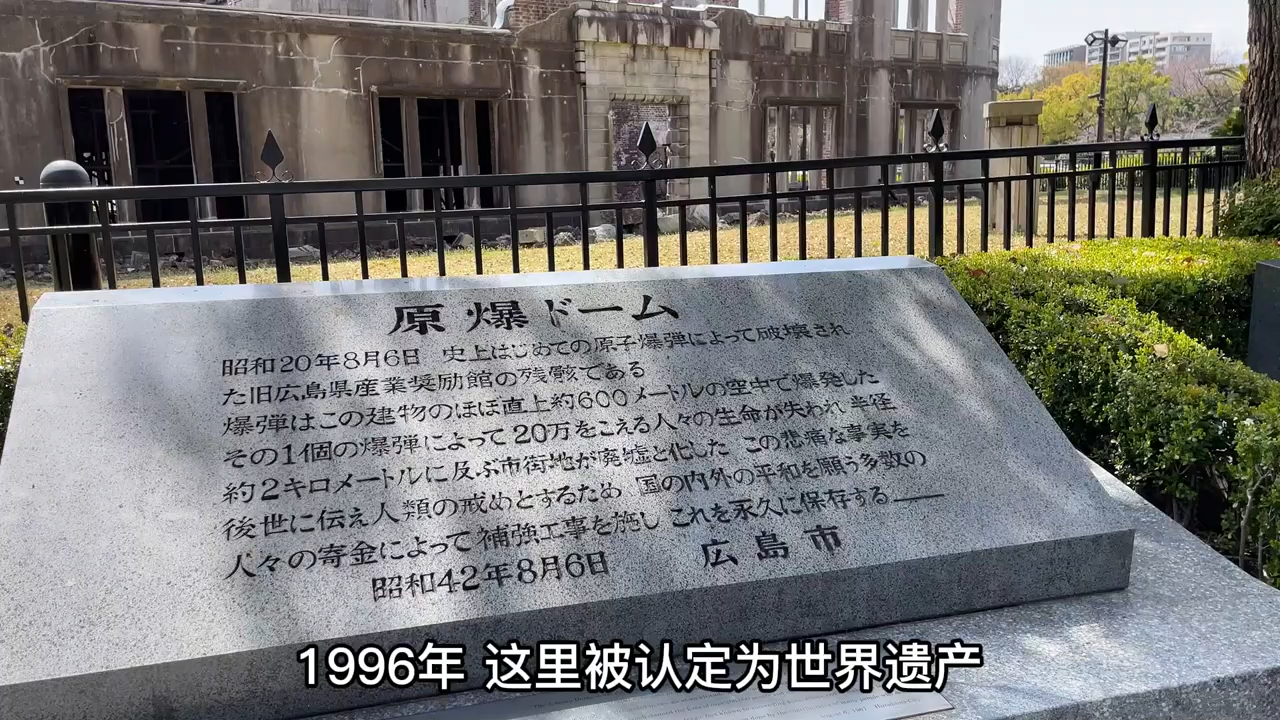 原爆ドーム
昭和20年8月6日 史上はじめての原子爆弾によって破壊され
た旧広島県産業奨励館の残骸である
爆弾はこの建物のほぼ直上約600メートルの空中で爆発した
その1個の爆弾によって20万をこえる人々の生命が失われ 半径
約2キロメートルに及ぶ市街地が廃墟と化した この悲痛な事実を
後世に伝え人類の戒めとするため 国の内外の平和を願う多数の
人々の寄金によって補強工事を施し これを永久に保存する——
昭和42年8月6日 広島市
1996年 这里被认定为世界遗产